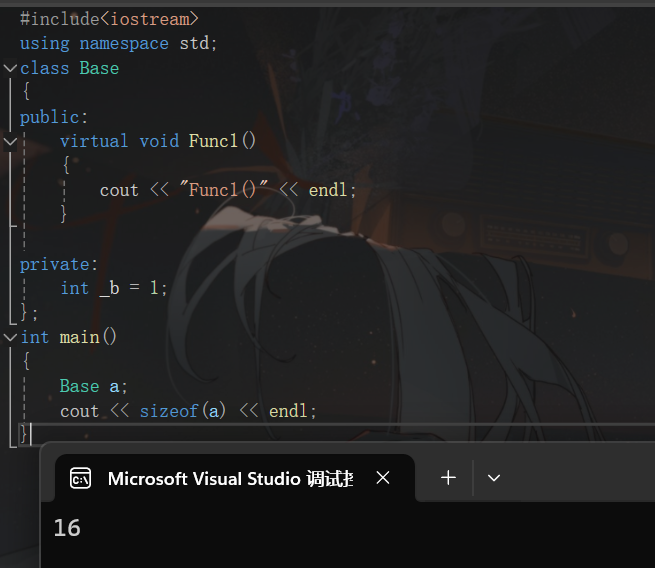 #include<iostream>
using namespace std;
class Base
{
public:
virtual void Func1()
{
cout << "Func1()" << endl;
}
private:
int _b = 1;
};
int main()
{
Base a;
cout << sizeof(a) << endl;
}
Microsoft Visual Studio 调试
16